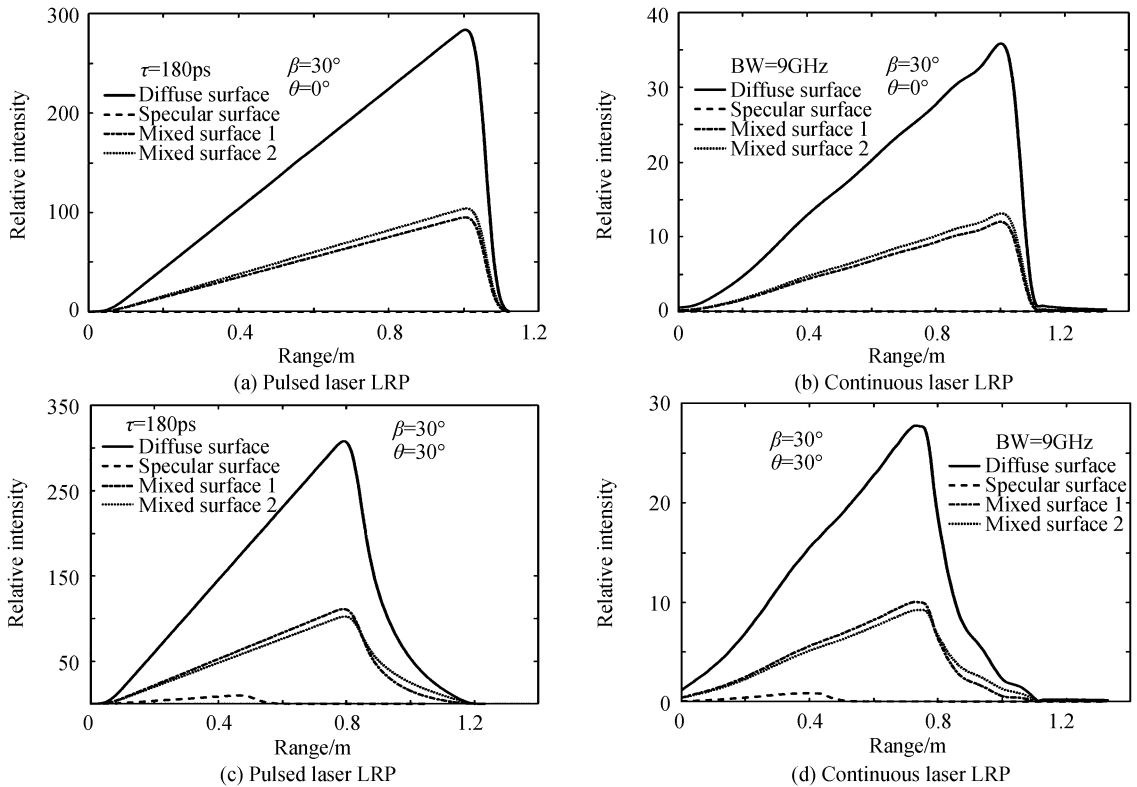 300
200
100
0
0
0.4
0.8
1.2
Relative intensity
τ=180ps
β=30°
θ=0°
Diffuse surface
Specular surface
Mixed surface 1
Mixed surface 2
Range/m
(a) Pulsed laser LRP
40
30
20
10
0
0
0.4
0.8
1.2
Relative intensity
BW=9GHz
β=30°
θ=0°
Diffuse surface
Specular surface
Mixed surface 1
Mixed surface 2
Range/m
(b) Continuous laser LRP
350
250
150
50
0
0.4
0.8
1.2
Relative intensity
τ=180ps
β=30°
θ=30°
Diffuse surface
Specular surface
Mixed surface 1
Mixed surface 2
Range/m
(c) Pulsed laser LRP
30
20
10
0
0
0.4
0.8
1.2
Relative intensity
β=30°
θ=30°
BW=9GHz
Diffuse surface
Specular surface
Mixed surface 1
Mixed surface 2
Range/m
(d) Continuous laser LRP